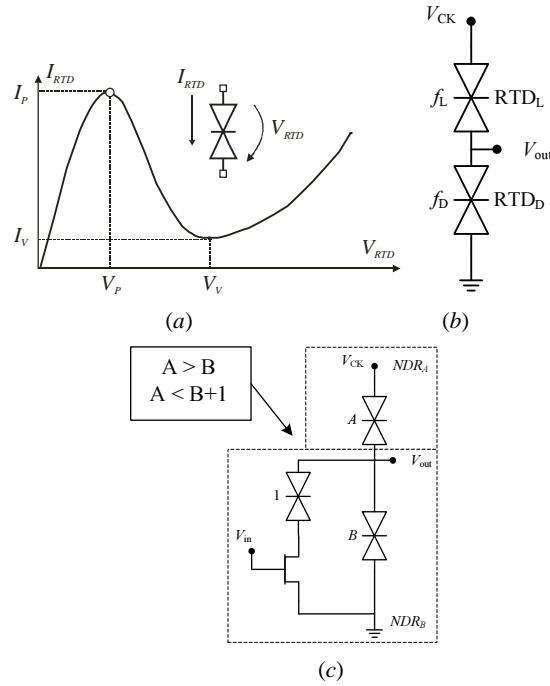 I_P
I_RTD
I_RTD
V_RTD
I_V
V_RTD
V_P
V_V
(a)
V_CK
f_L
RTD_L
V_out
f_D
RTD_D
(b)
A > B
A < B+1
V_CK
NDR_A
A
V_out
1
B
V_in
NDR_B
(c)